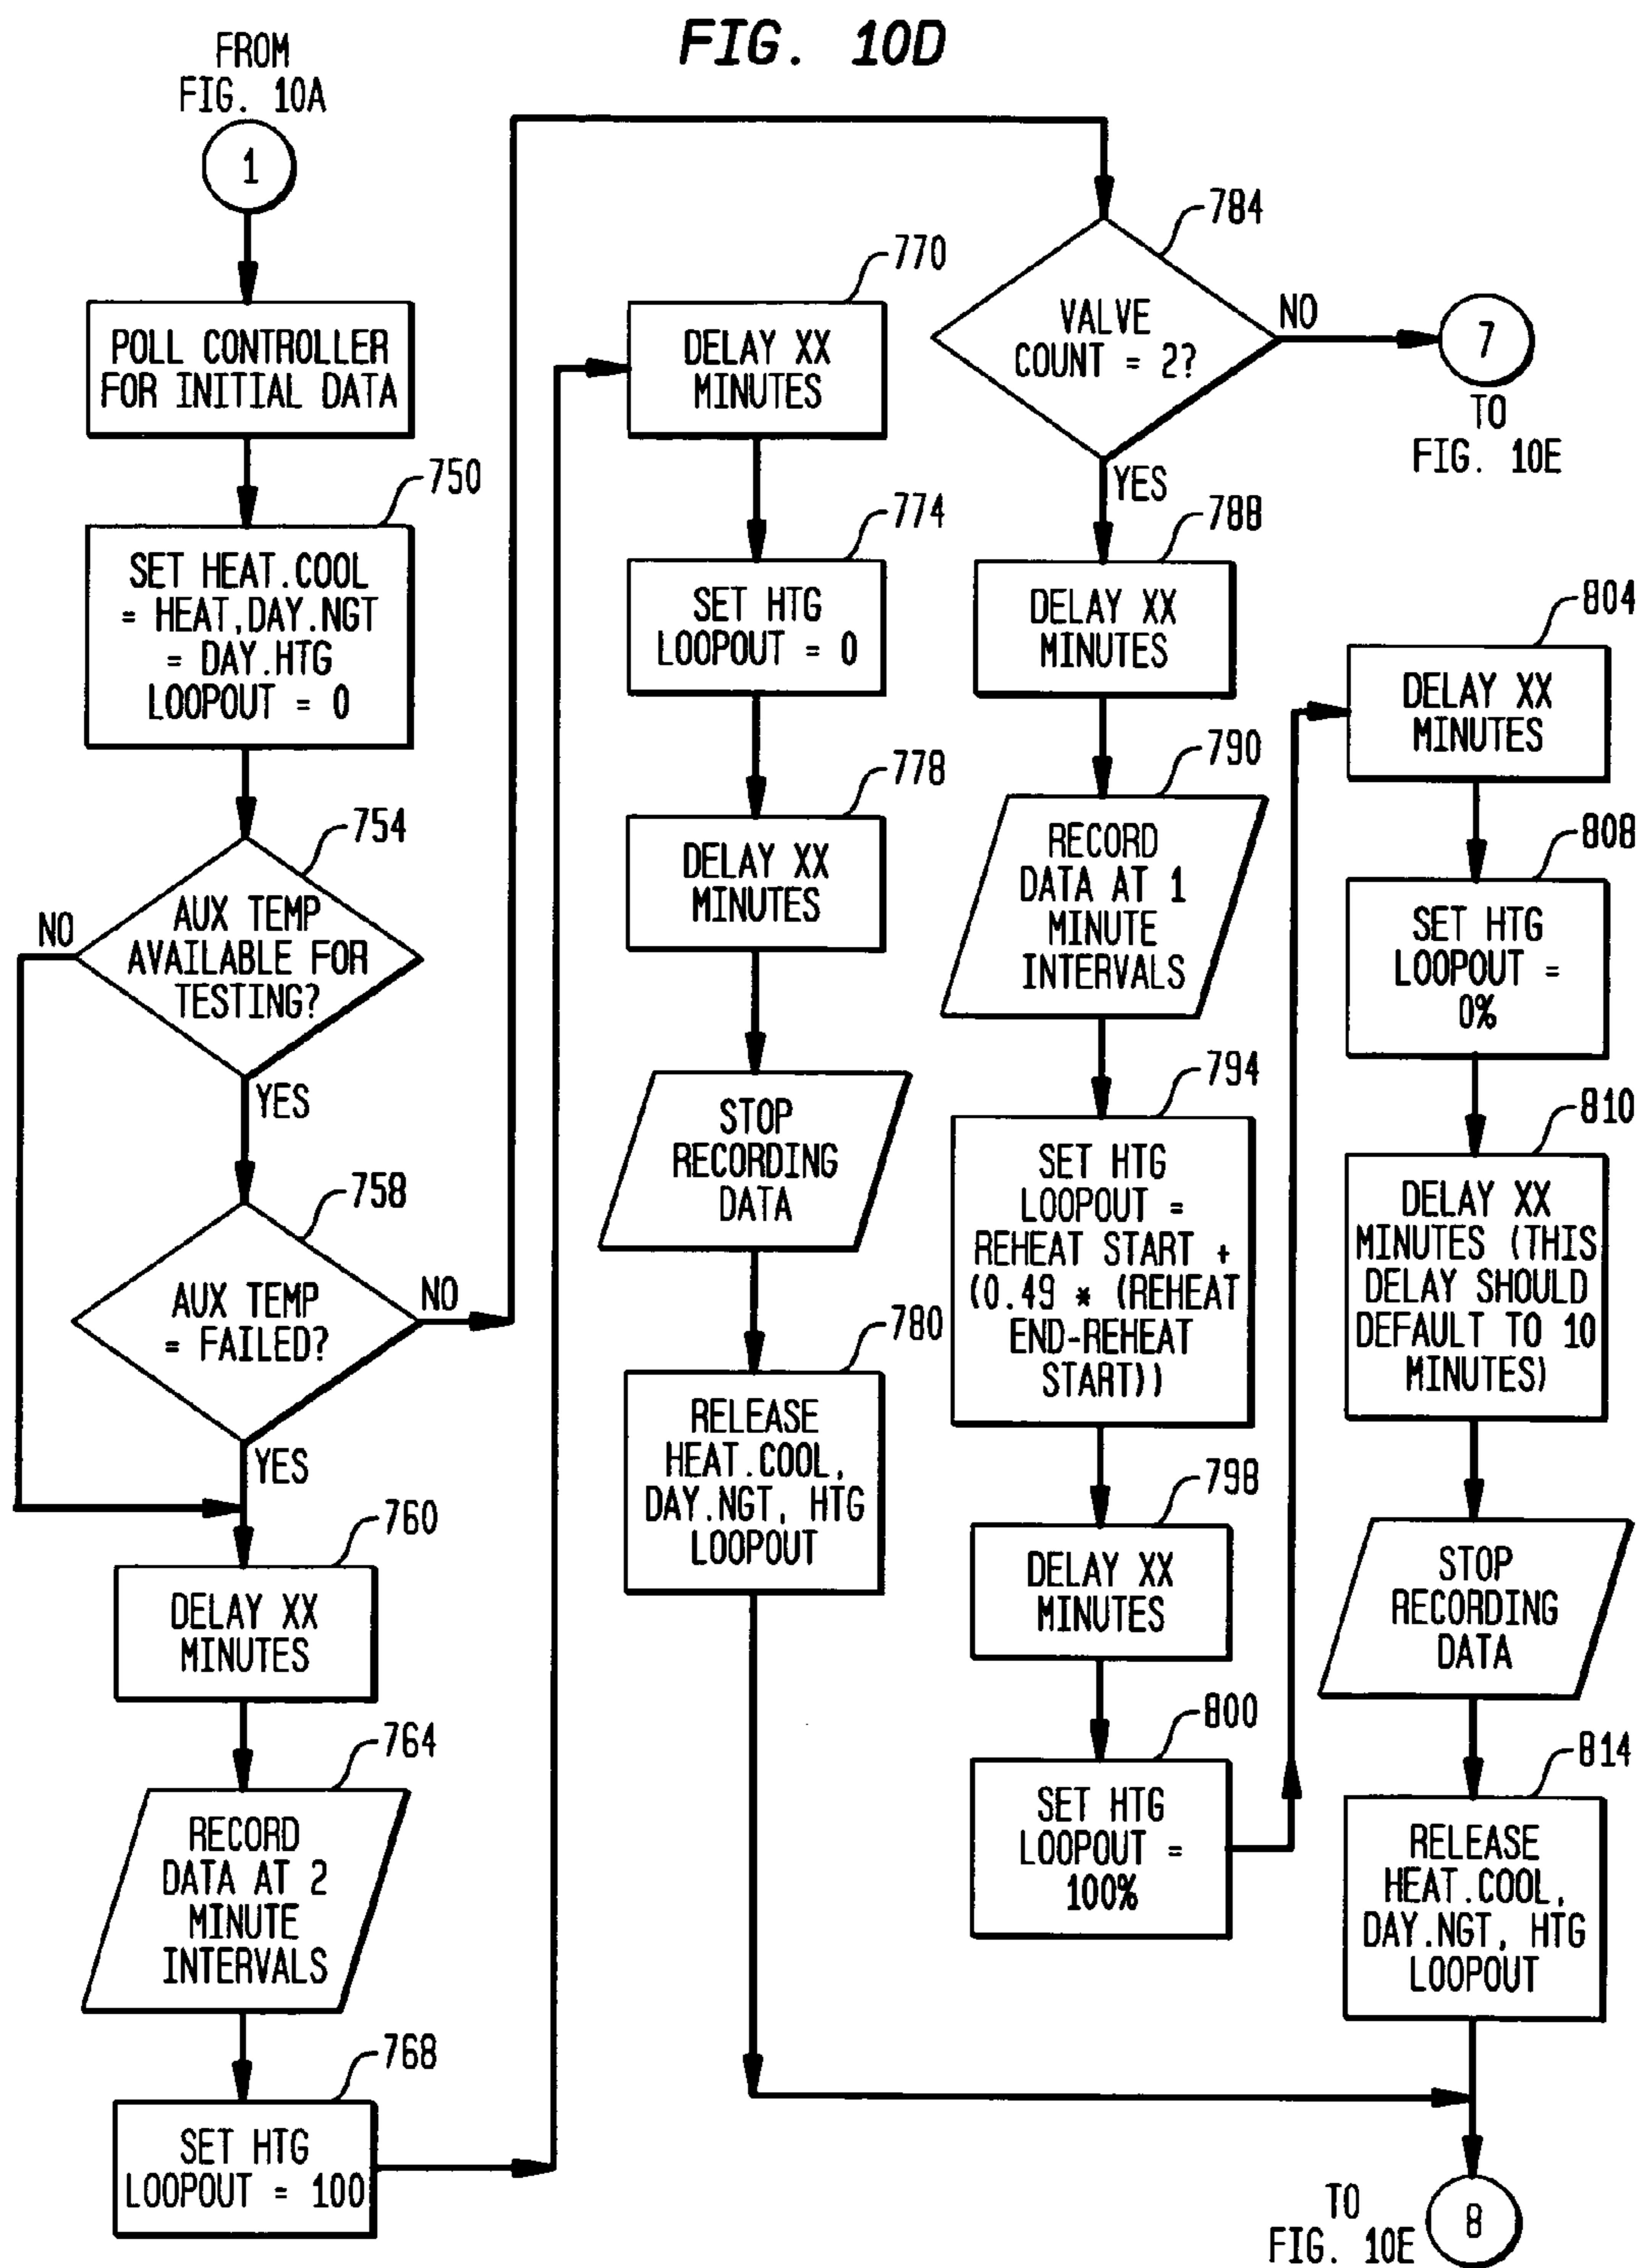 FIG. 10D
FROM
FIG. 10A
1
POLL CONTROLLER
FOR INITIAL DATA
750
SET HEAT.COOL
= HEAT,DAY.NGT
= DAY.HTG
LOOPOUT = 0
754
AUX TEMP
AVAILABLE FOR
TESTING?
NO
YES
758
AUX TEMP
= FAILED?
NO
YES
760
DELAY XX
MINUTES
764
RECORD
DATA AT 2
MINUTE
INTERVALS
768
SET HTG
LOOPOUT = 100
770
DELAY XX
MINUTES
774
SET HTG
LOOPOUT = 0
778
DELAY XX
MINUTES
STOP
RECORDING
DATA
780
RELEASE
HEAT.COOL,
DAY.NGT, HTG
LOOPOUT
784
VALVE
COUNT = 2?
NO
7
TO
FIG. 10E
YES
788
DELAY XX
MINUTES
790
RECORD
DATA AT 1
MINUTE
INTERVALS
794
SET HTG
LOOPOUT =
REHEAT START +
(0.49 * (REHEAT
END-REHEAT
START))
798
DELAY XX
MINUTES
800
SET HTG
LOOPOUT =
100%
804
DELAY XX
MINUTES
808
SET HTG
LOOPOUT =
0%
810
DELAY XX
MINUTES (THIS
DELAY SHOULD
DEFAULT TO 10
MINUTES)
STOP
RECORDING
DATA
814
RELEASE
HEAT.COOL,
DAY.NGT, HTG
LOOPOUT
TO
FIG. 10E
8